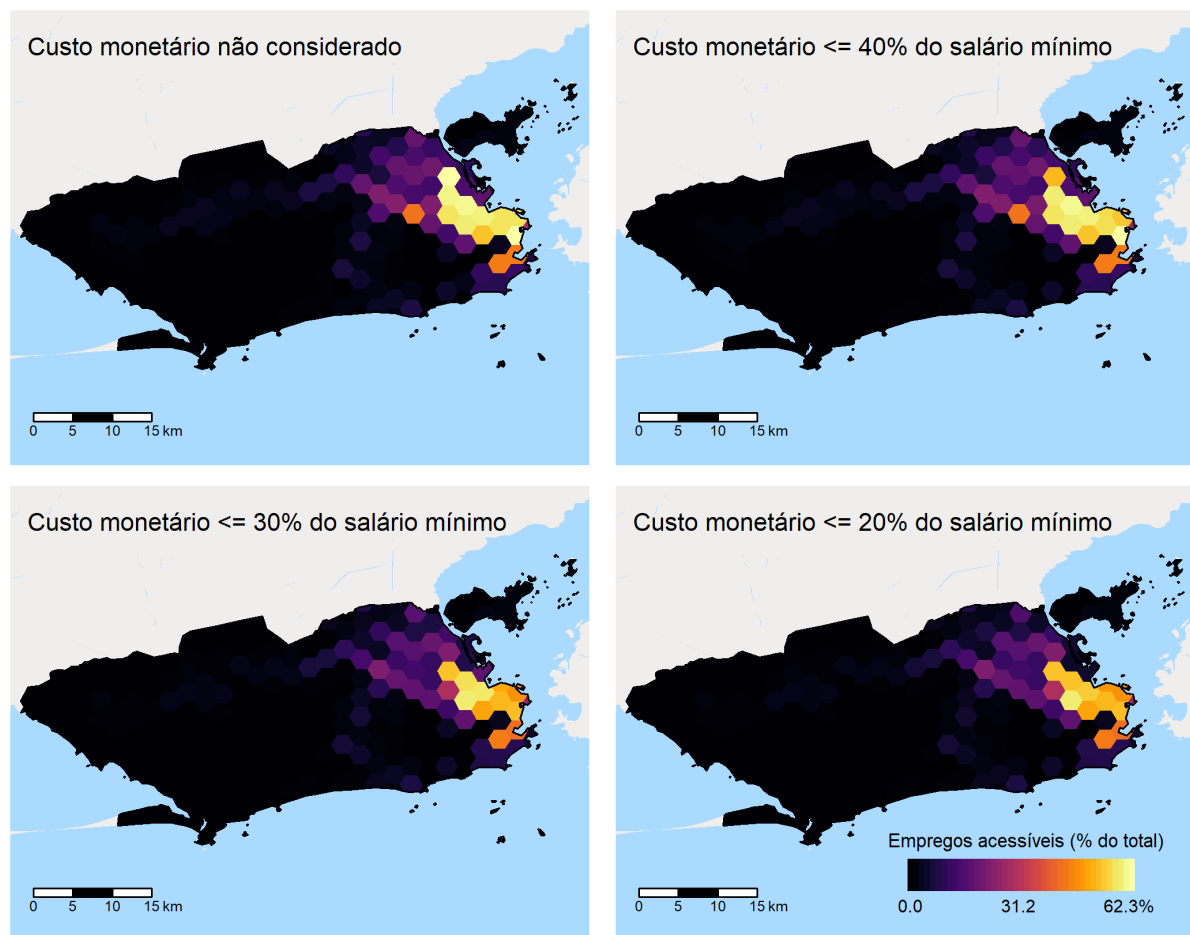 Custo monetário não considerado
Custo monetário <= 40% do salário mínimo
0 5 10 15 km
0 5 10 15 km
Custo monetário <= 30% do salário mínimo
Custo monetário <= 20% do salário mínimo
Empregos acessíveis (% do total)
0.0 31.2 62.3%
0 5 10 15 km
0 5 10 15 km